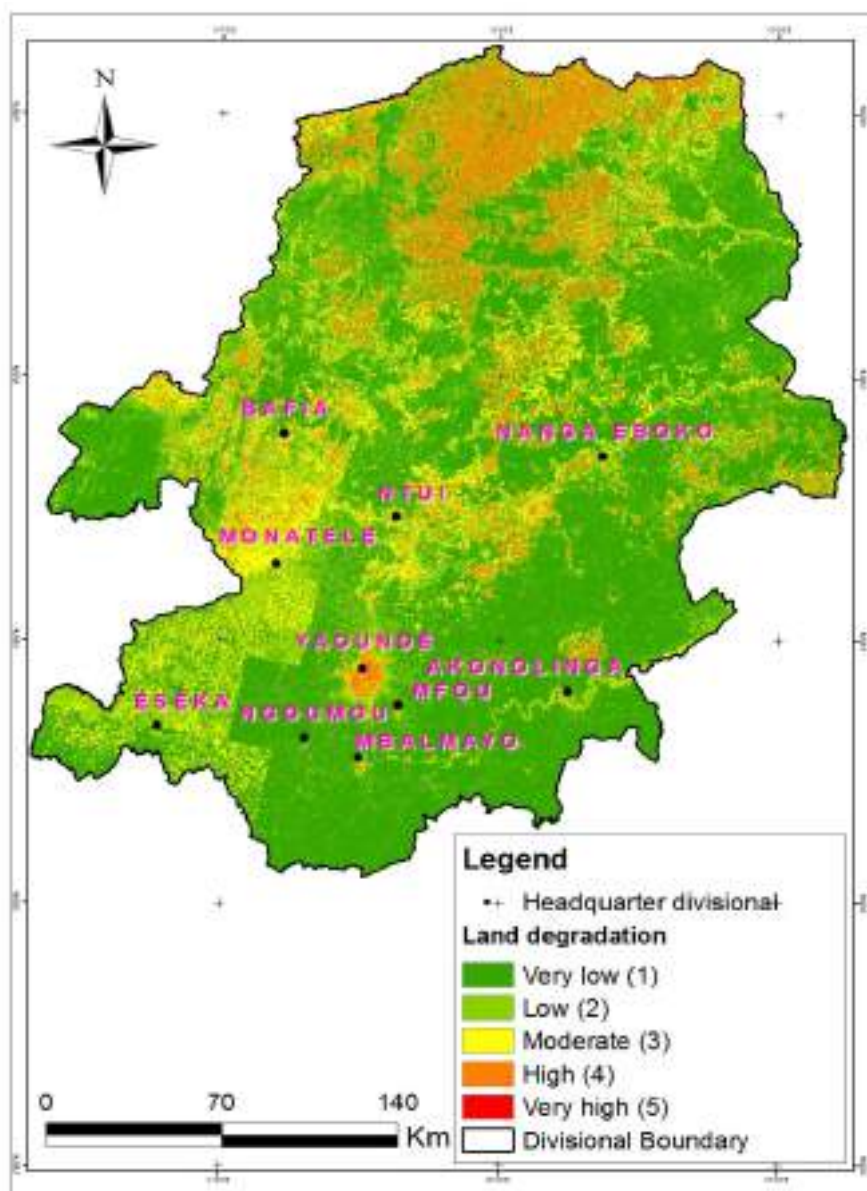 N
BAFIA
NANGA EBOKO
NTUI
MONATELE
YAOUNDE
AKONOLINGA
MFOU
ESEKA
NGOUMOU
MBALMAYO
Legend
Headquarter divisional
Land degradation
Very low (1)
Low (2)
Moderate (3)
High (4)
Very high (5)
Divisional Boundary
0 70 140
Km